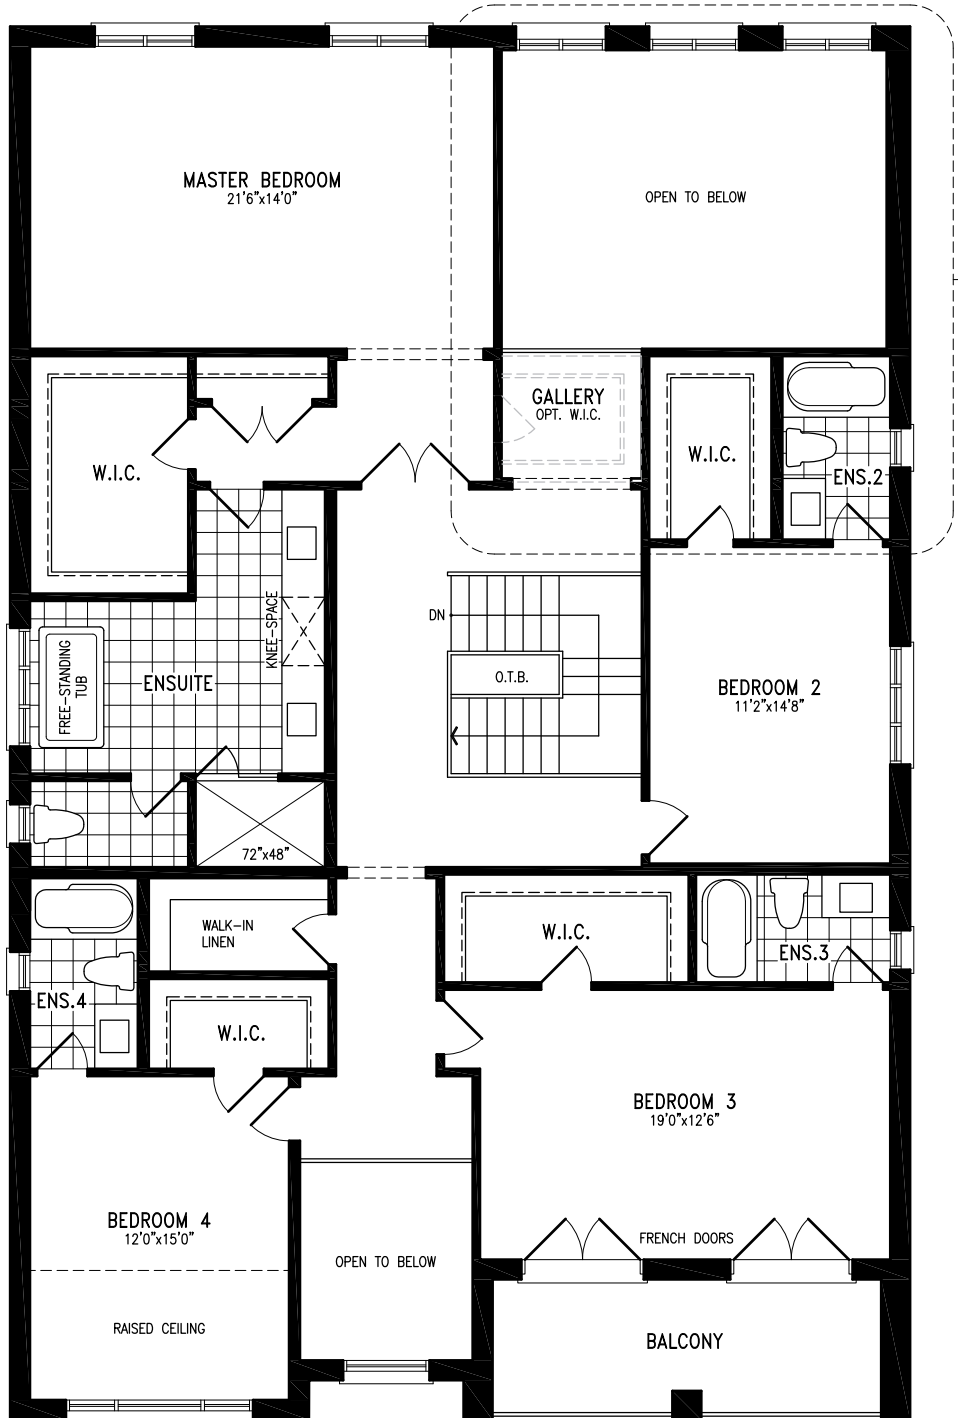 MASTER BEDROOM
21'6"x14'0"
OPEN TO BELOW
GALLERY
OPT. W.I.C.
W.I.C.
W.I.C.
ENS.2
DN
KNEE-SPACE
FREE-STANDING
TUB
ENSUITE
O.T.B.
BEDROOM 2
11'2"x14'8"
72"x48"
WALK-IN
LINEN
W.I.C.
ENS.3
ENS.4
W.I.C.
BEDROOM 3
19'0"x12'6"
BEDROOM 4
12'0"x15'0"
FRENCH DOORS
OPEN TO BELOW
RAISED CEILING
BALCONY